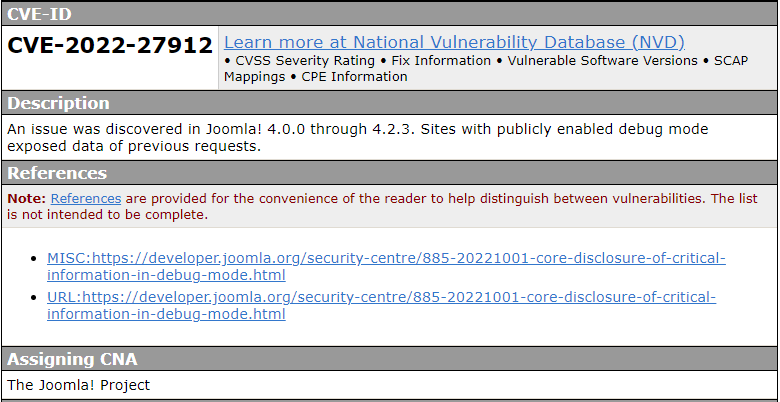 CVE-ID
CVE-2022-27912
Learn more at National Vulnerability Database (NVD)
• CVSS Severity Rating • Fix Information • Vulnerable Software Versions • SCAP
Mappings • CPE Information
Description
An issue was discovered in Joomla! 4.0.0 through 4.2.3. Sites with publicly enabled debug mode
exposed data of previous requests.
References
Note: References are provided for the convenience of the reader to help distinguish between vulnerabilities. The list
is not intended to be complete.
• MISC:https://developer.joomla.org/security-centre/885-20221001-core-disclosure-of-critical-
information-in-debug-mode.html
• URL:https://developer.joomla.org/security-centre/885-20221001-core-disclosure-of-critical-
information-in-debug-mode.html
Assigning CNA
The Joomla! Project